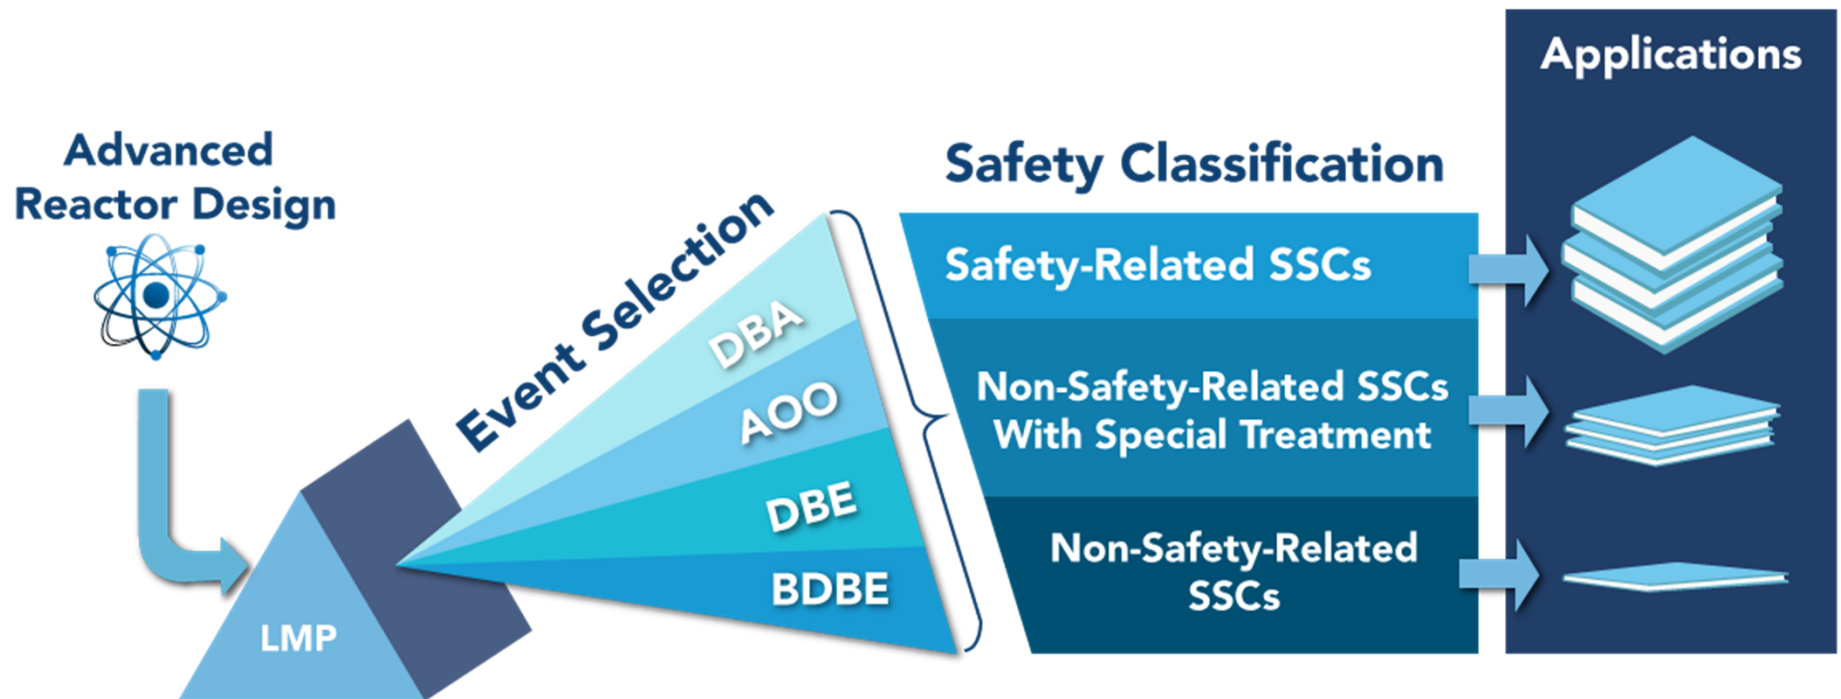 Advanced
Reactor Design
LMP
Event Selection
DBA
AOO
DBE
BDBE
Safety Classification
Safety-Related SSCs
Non-Safety-Related SSCs
With Special Treatment
Non-Safety-Related
SSCs
Applications